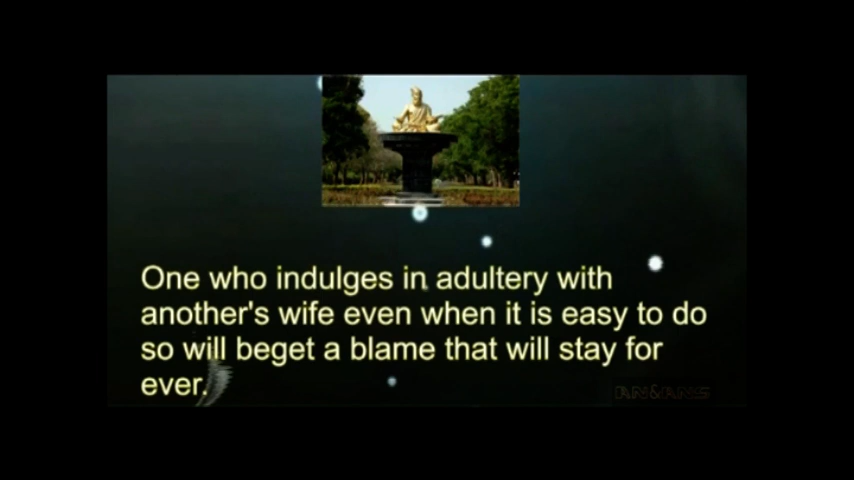 One who indulges in adultery with
another's wife even when it is easy to do
so will beget a blame that will stay for
ever.